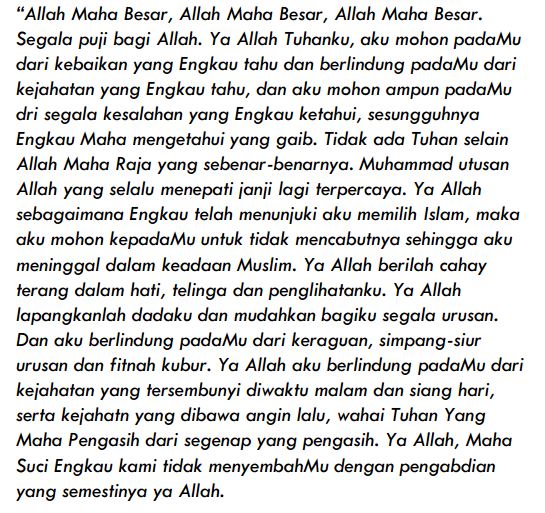 “Allah Maha Besar, Allah Maha Besar, Allah Maha Besar.
Segala puji bagi Allah. Ya Allah Tuhanku, aku mohon padaMu
dari kebaikan yang Engkau tahu dan berlindung padaMu dari
kejahatan yang Engkau tahu, dan aku mohon ampun padaMu
dri segala kesalahan yang Engkau ketahui, sesungguhnya
Engkau Maha mengetahui yang gaib. Tidak ada Tuhan selain
Allah Maha Raja yang sebenar-benarnya. Muhammad utusan
Allah yang selalu menepati janji lagi terpercaya. Ya Allah
sebagaimana Engkau telah menunjuki aku memilih Islam, maka
aku mohon kepadaMu untuk tidak mencabutnya sehingga aku
meninggal dalam keadaan Muslim. Ya Allah berilah cahay
terang dalam hati, telinga dan penglihatanku. Ya Allah
lapangkanlah dadaku dan mudahkan bagiku segala urusan.
Dan aku berlindung padaMu dari keraguan, simpang-siur
urusan dan fitnah kubur. Ya Allah aku berlindung padaMu dari
kejahatan yang tersembunyi diwaktu malam dan siang hari,
serta kejahatn yang dibawa angin lalu, wahai Tuhan Yang
Maha Pengasih dari segenap yang pengasih. Ya Allah, Maha
Suci Engkau kami tidak menyembahMu dengan pengabdian
yang semestinya ya Allah.